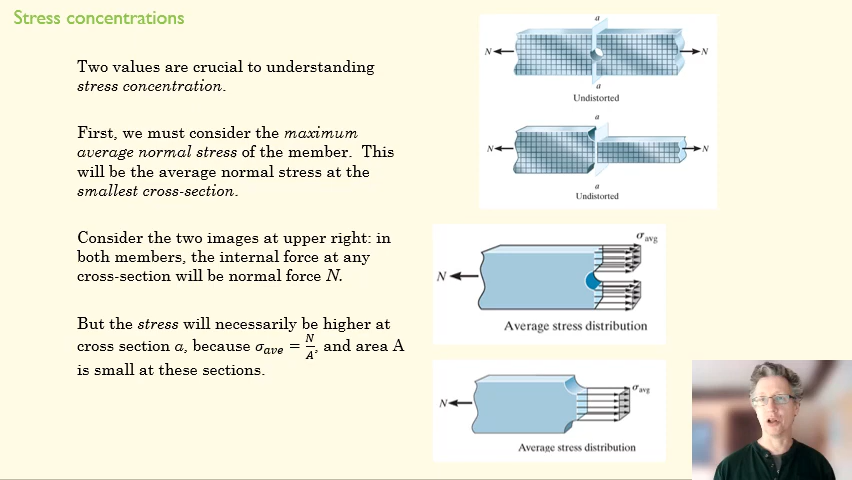 Stress concentrations
Two values are crucial to understanding
stress concentration.
First, we must consider the maximum
average normal stress of the member. This
will be the average normal stress at the
smallest cross-section.
Consider the two images at upper right: in
both members, the internal force at any
cross-section will be normal force N.
But the stress will necessarily be higher at
cross section a, because σave = N/A, and area A
is small at these sections.
a
N
N
a
Undistorted
a
N
N
a
Undistorted
σavg
N
Average stress distribution
σavg
N
Average stress distribution